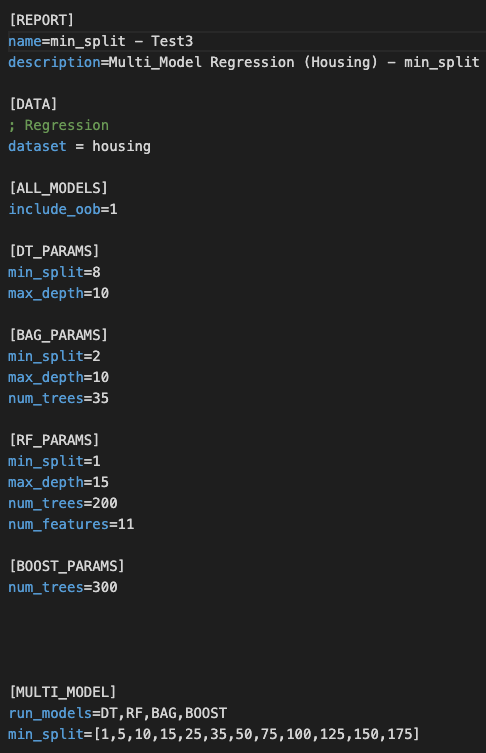 [REPORT]
name=min_split - Test3
description=Multi_Model Regression (Housing) - min_split
[DATA]
; Regression
dataset = housing
[ALL_MODELS]
include_oob=1
[DT_PARAMS]
min_split=8
max_depth=10
[BAG_PARAMS]
min_split=2
max_depth=10
num_trees=35
[RF_PARAMS]
min_split=1
max_depth=15
num_trees=200
num_features=11
[BOOST_PARAMS]
num_trees=300
[MULTI_MODEL]
run_models=DT,RF,BAG,BOOST
min_split=[1,5,10,15,25,35,50,75,100,125,150,175]